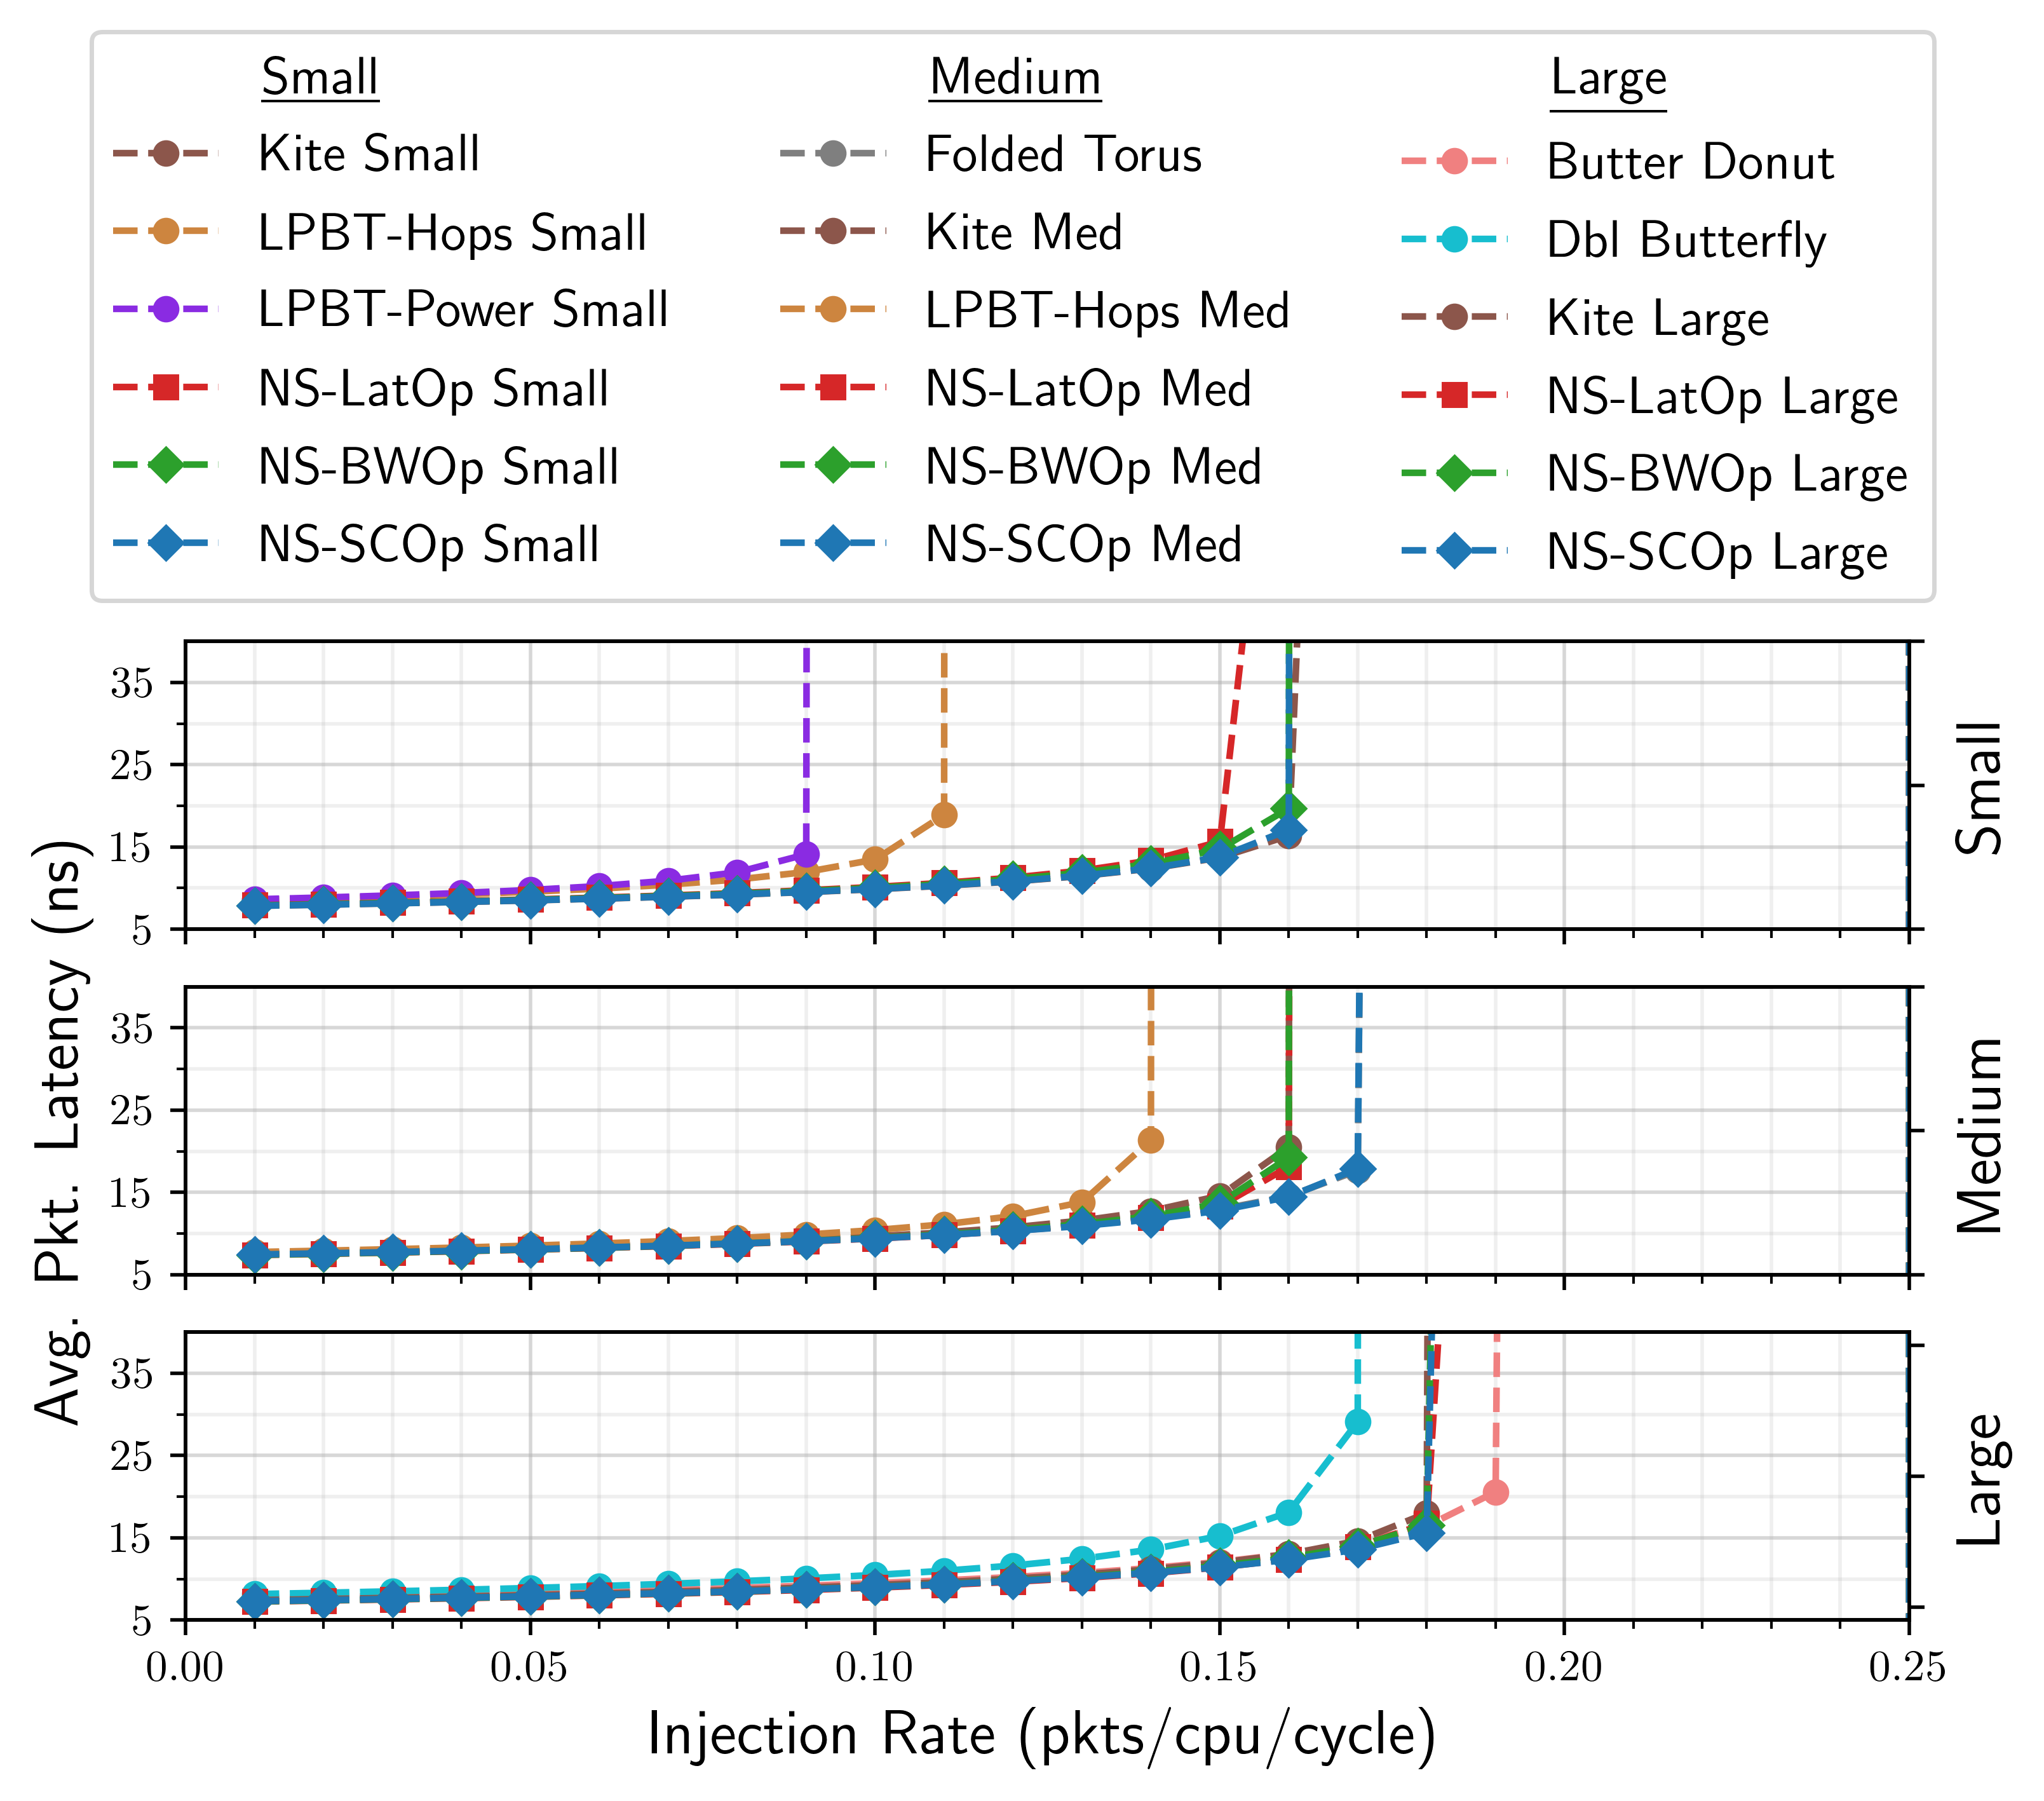 Small
Kite Small
LPBT-Hops Small
LPBT-Power Small
NS-LatOp Small
NS-BWOp Small
NS-SCOp Small
Medium
Folded Torus
Kite Med
LPBT-Hops Med
NS-LatOp Med
NS-BWOp Med
NS-SCOp Med
Large
Butter Donut
Dbl Butterfly
Kite Large
NS-LatOp Large
NS-BWOp Large
NS-SCOp Large
Avg. Pkt. Latency (ns)
35
25
15
5
Small
35
25
15
5
Medium
35
25
15
5
Large
0.00 0.05 0.10 0.15 0.20 0.25
Injection Rate (pkts/cpu/cycle)